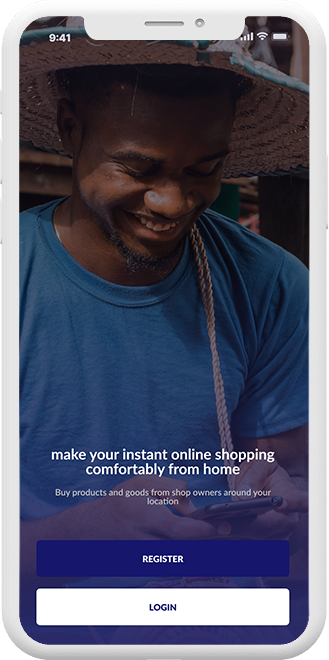 9:41
make your instant online shopping
comfortably from home
Buy products and goods from shop owners around your
location
REGISTER
LOGIN